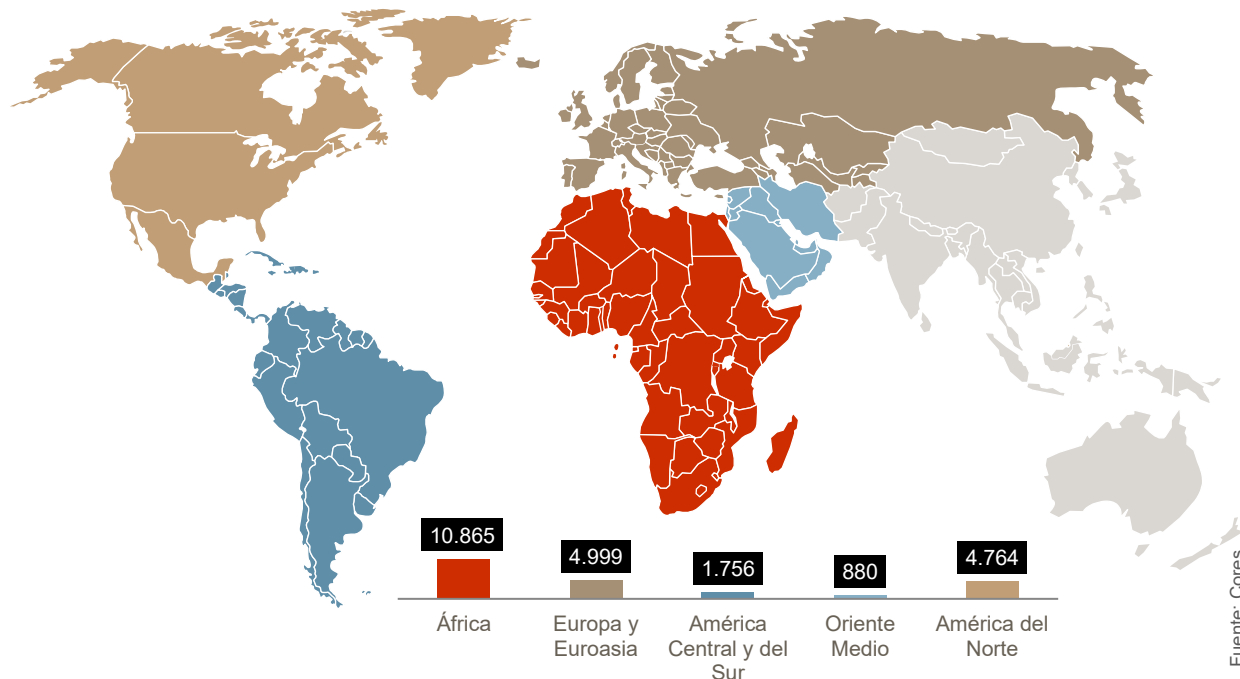 10.865
4.999
1.756
880
4.764
África
Europa y
Euroasia
América
Central y del
Sur
Oriente
Medio
América del
Norte
Fuente: Cores